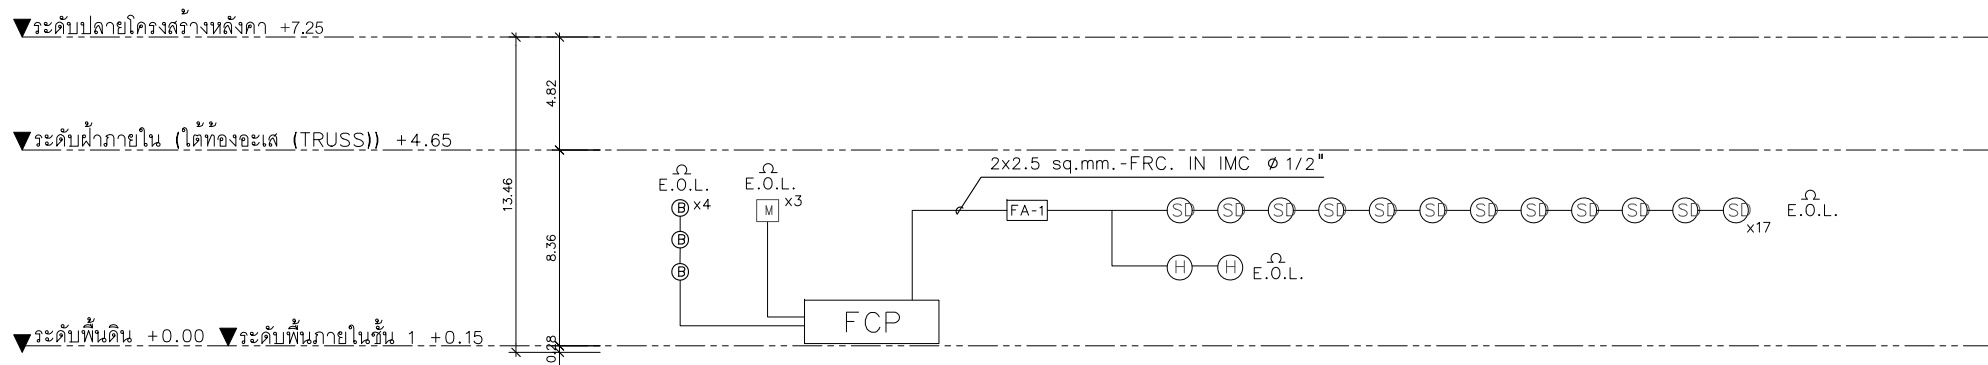 ระดับปลายโครงสร้างหลังคา +7.25
4.82
ระดับฝ้าภายใน (ใต้ท้องอะเส (TRUSS)) +4.65
13.46
8.36
Ω
E.O.L.
B x4
B
B
Ω
E.O.L.
M x3
2x2.5 sq.mm.-FRC. IN IMC Ø 1/2"
FA-1
SD SD SD SD SD SD SD SD SD SD SD SD
x17
Ω
E.O.L.
H H
Ω
E.O.L.
FCP
ระดับพื้นดิน +0.00 ระดับพื้นภายในชั้น 1 +0.15
0.28